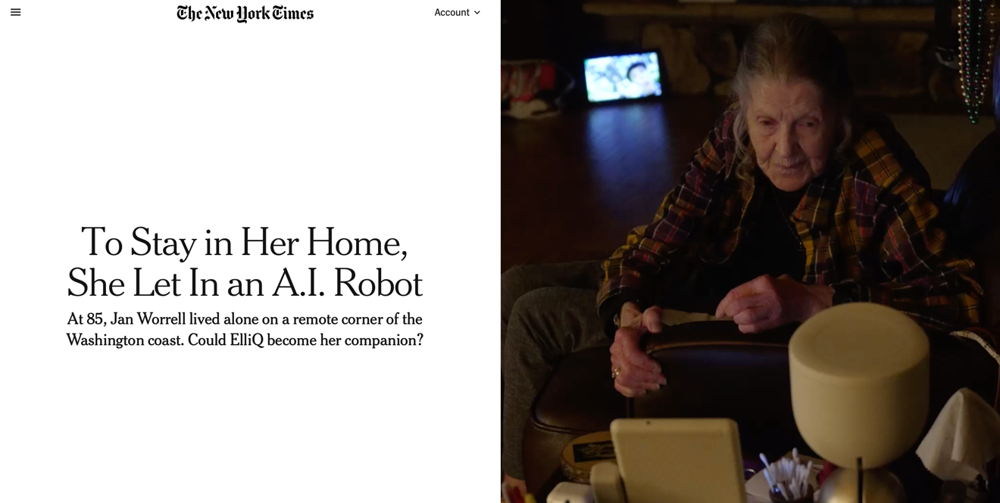 The New York Times
Account
To Stay in Her Home,
She Let In an A.I. Robot
At 85, Jan Worrell lived alone on a remote corner of the
Washington coast. Could ElliQ become her companion?